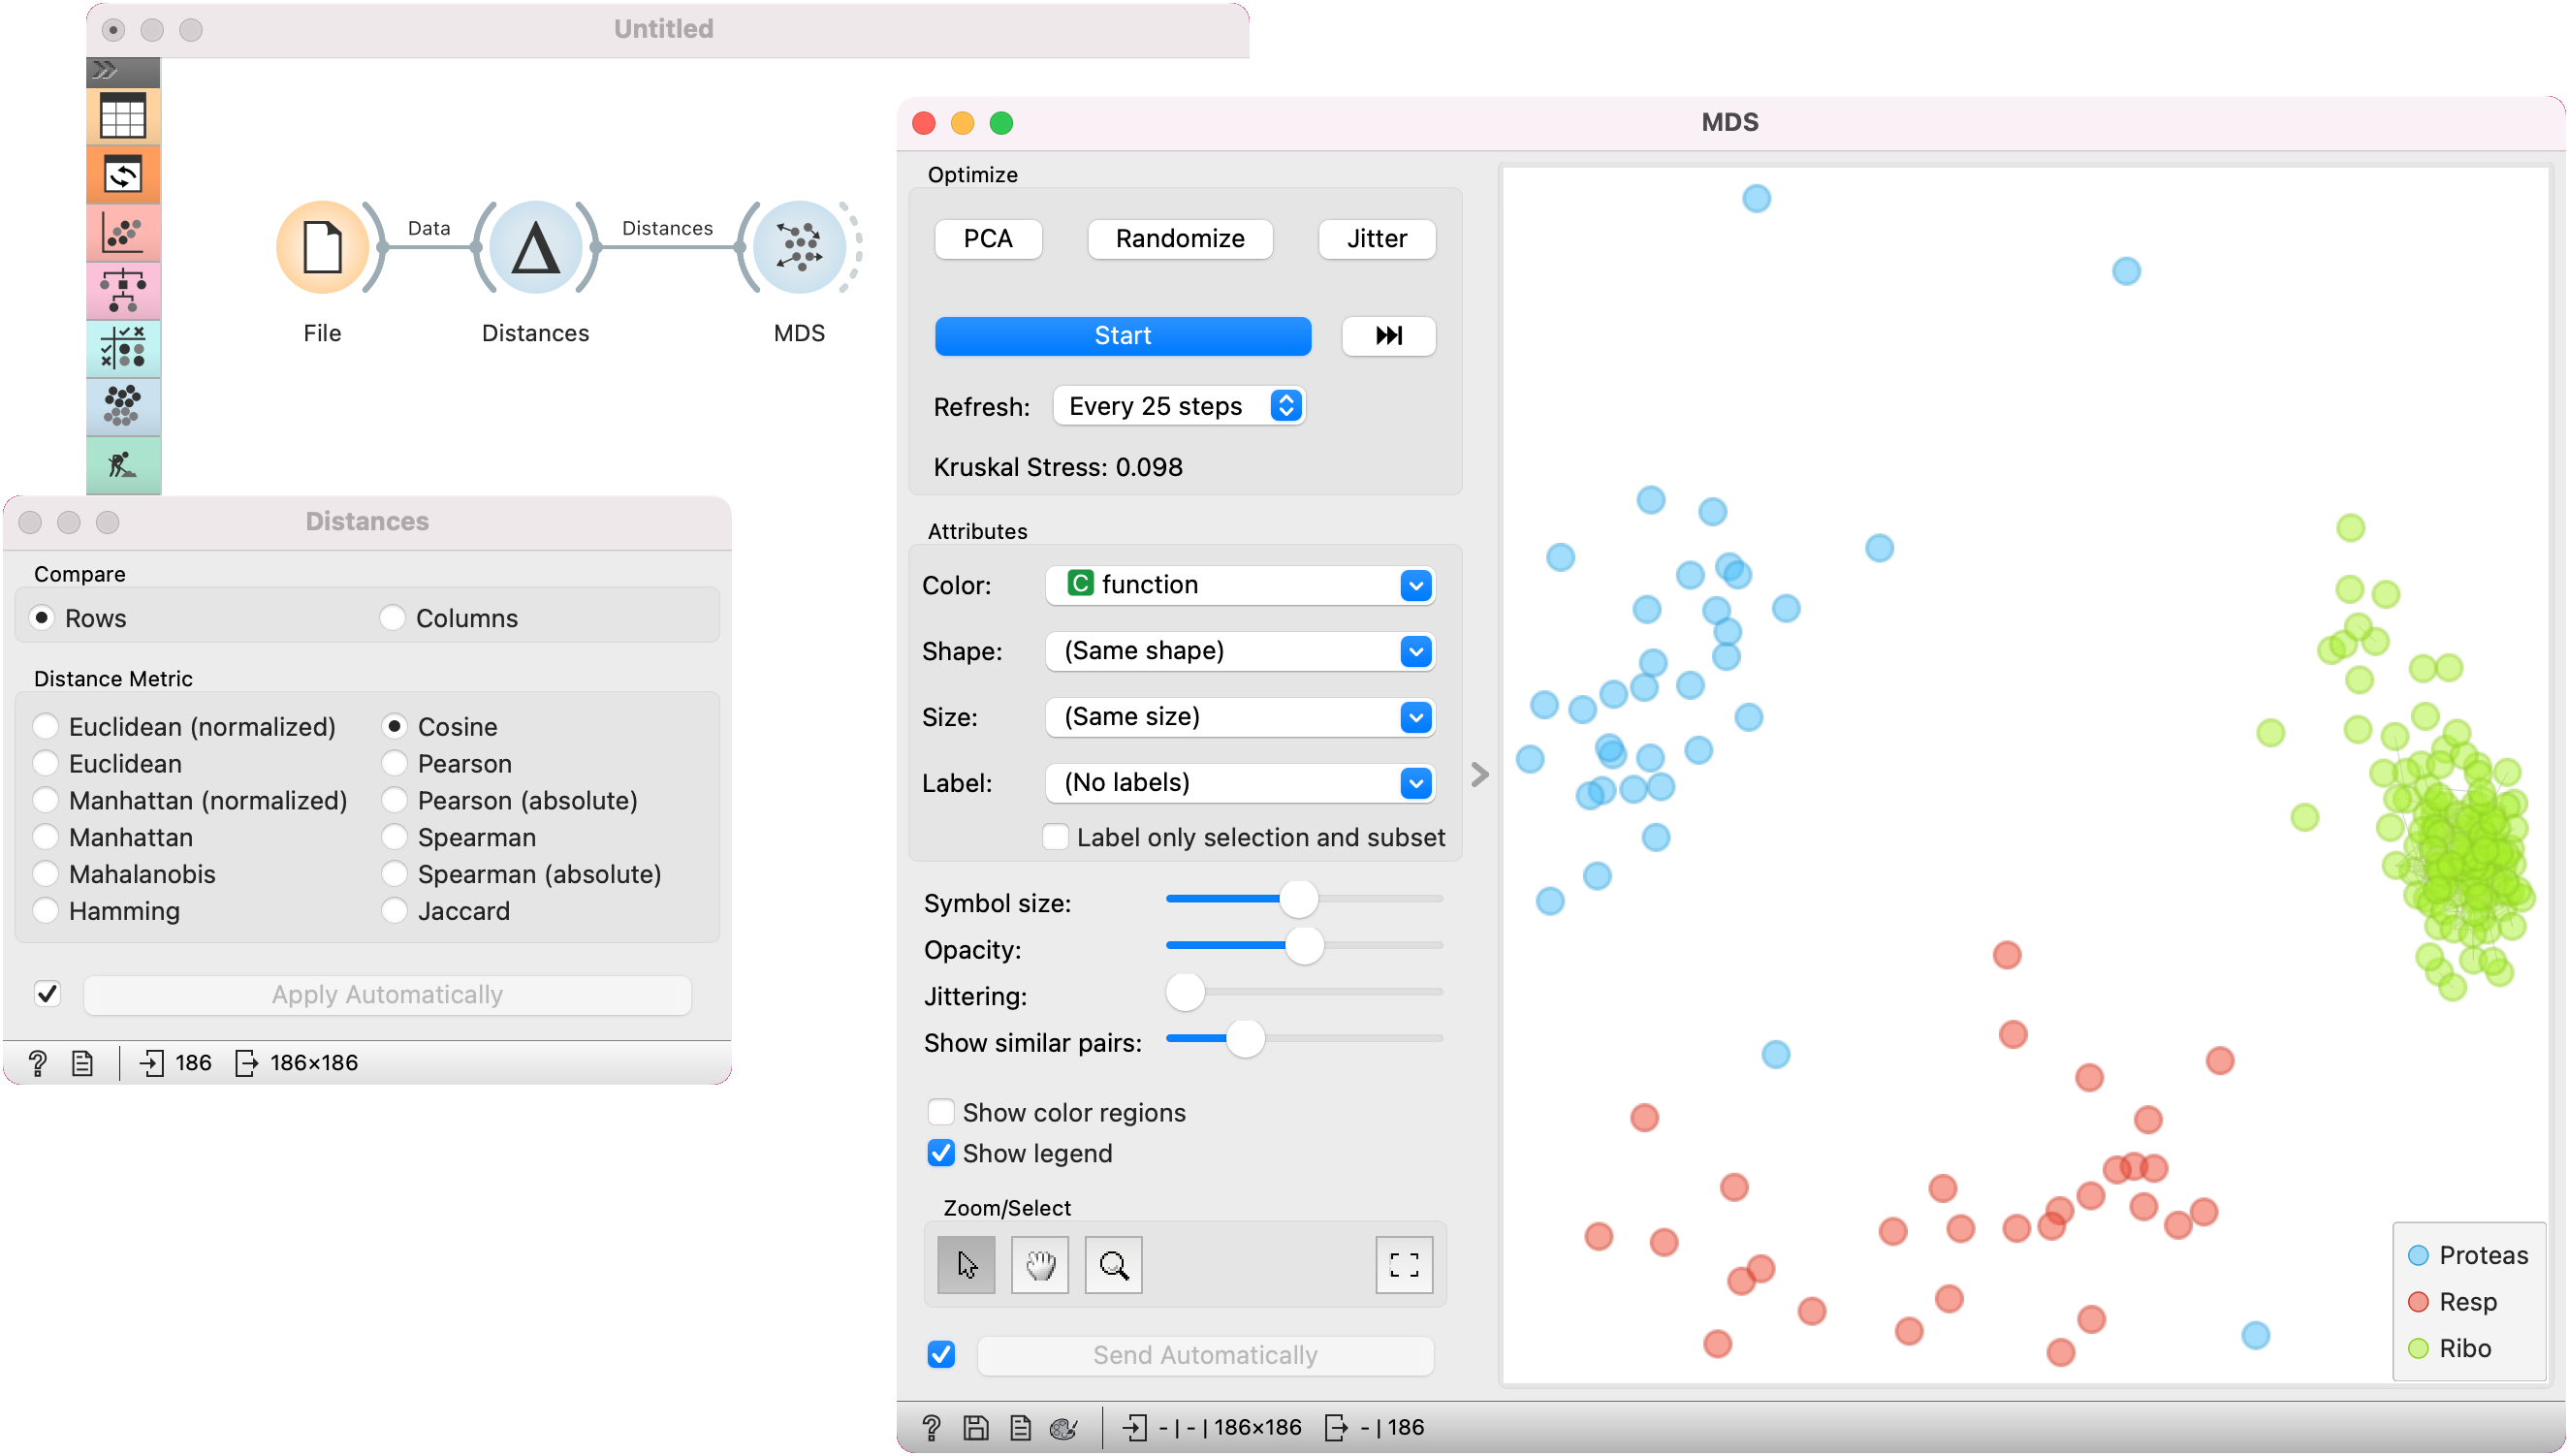 Untitled
Data
Distances
File
Distances
MDS
Distances
Compare
Rows
Columns
Distance Metric
Euclidean (normalized)
Cosine
Euclidean
Pearson
Manhattan (normalized)
Pearson (absolute)
Manhattan
Spearman
Mahalanobis
Spearman (absolute)
Hamming
Jaccard
Apply Automatically
? 186 186×186
MDS
Optimize
PCA
Randomize
Jitter
Start
Refresh: Every 25 steps
Kruskal Stress: 0.098
Attributes
Color: C function
Shape: (Same shape)
Size: (Same size)
Label: (No labels)
Label only selection and subset
Symbol size:
Opacity:
Jittering:
Show similar pairs:
Show color regions
Show legend
Zoom/Select
Send Automatically
? - | - | 186×186 - | 186
Proteas
Resp
Ribo